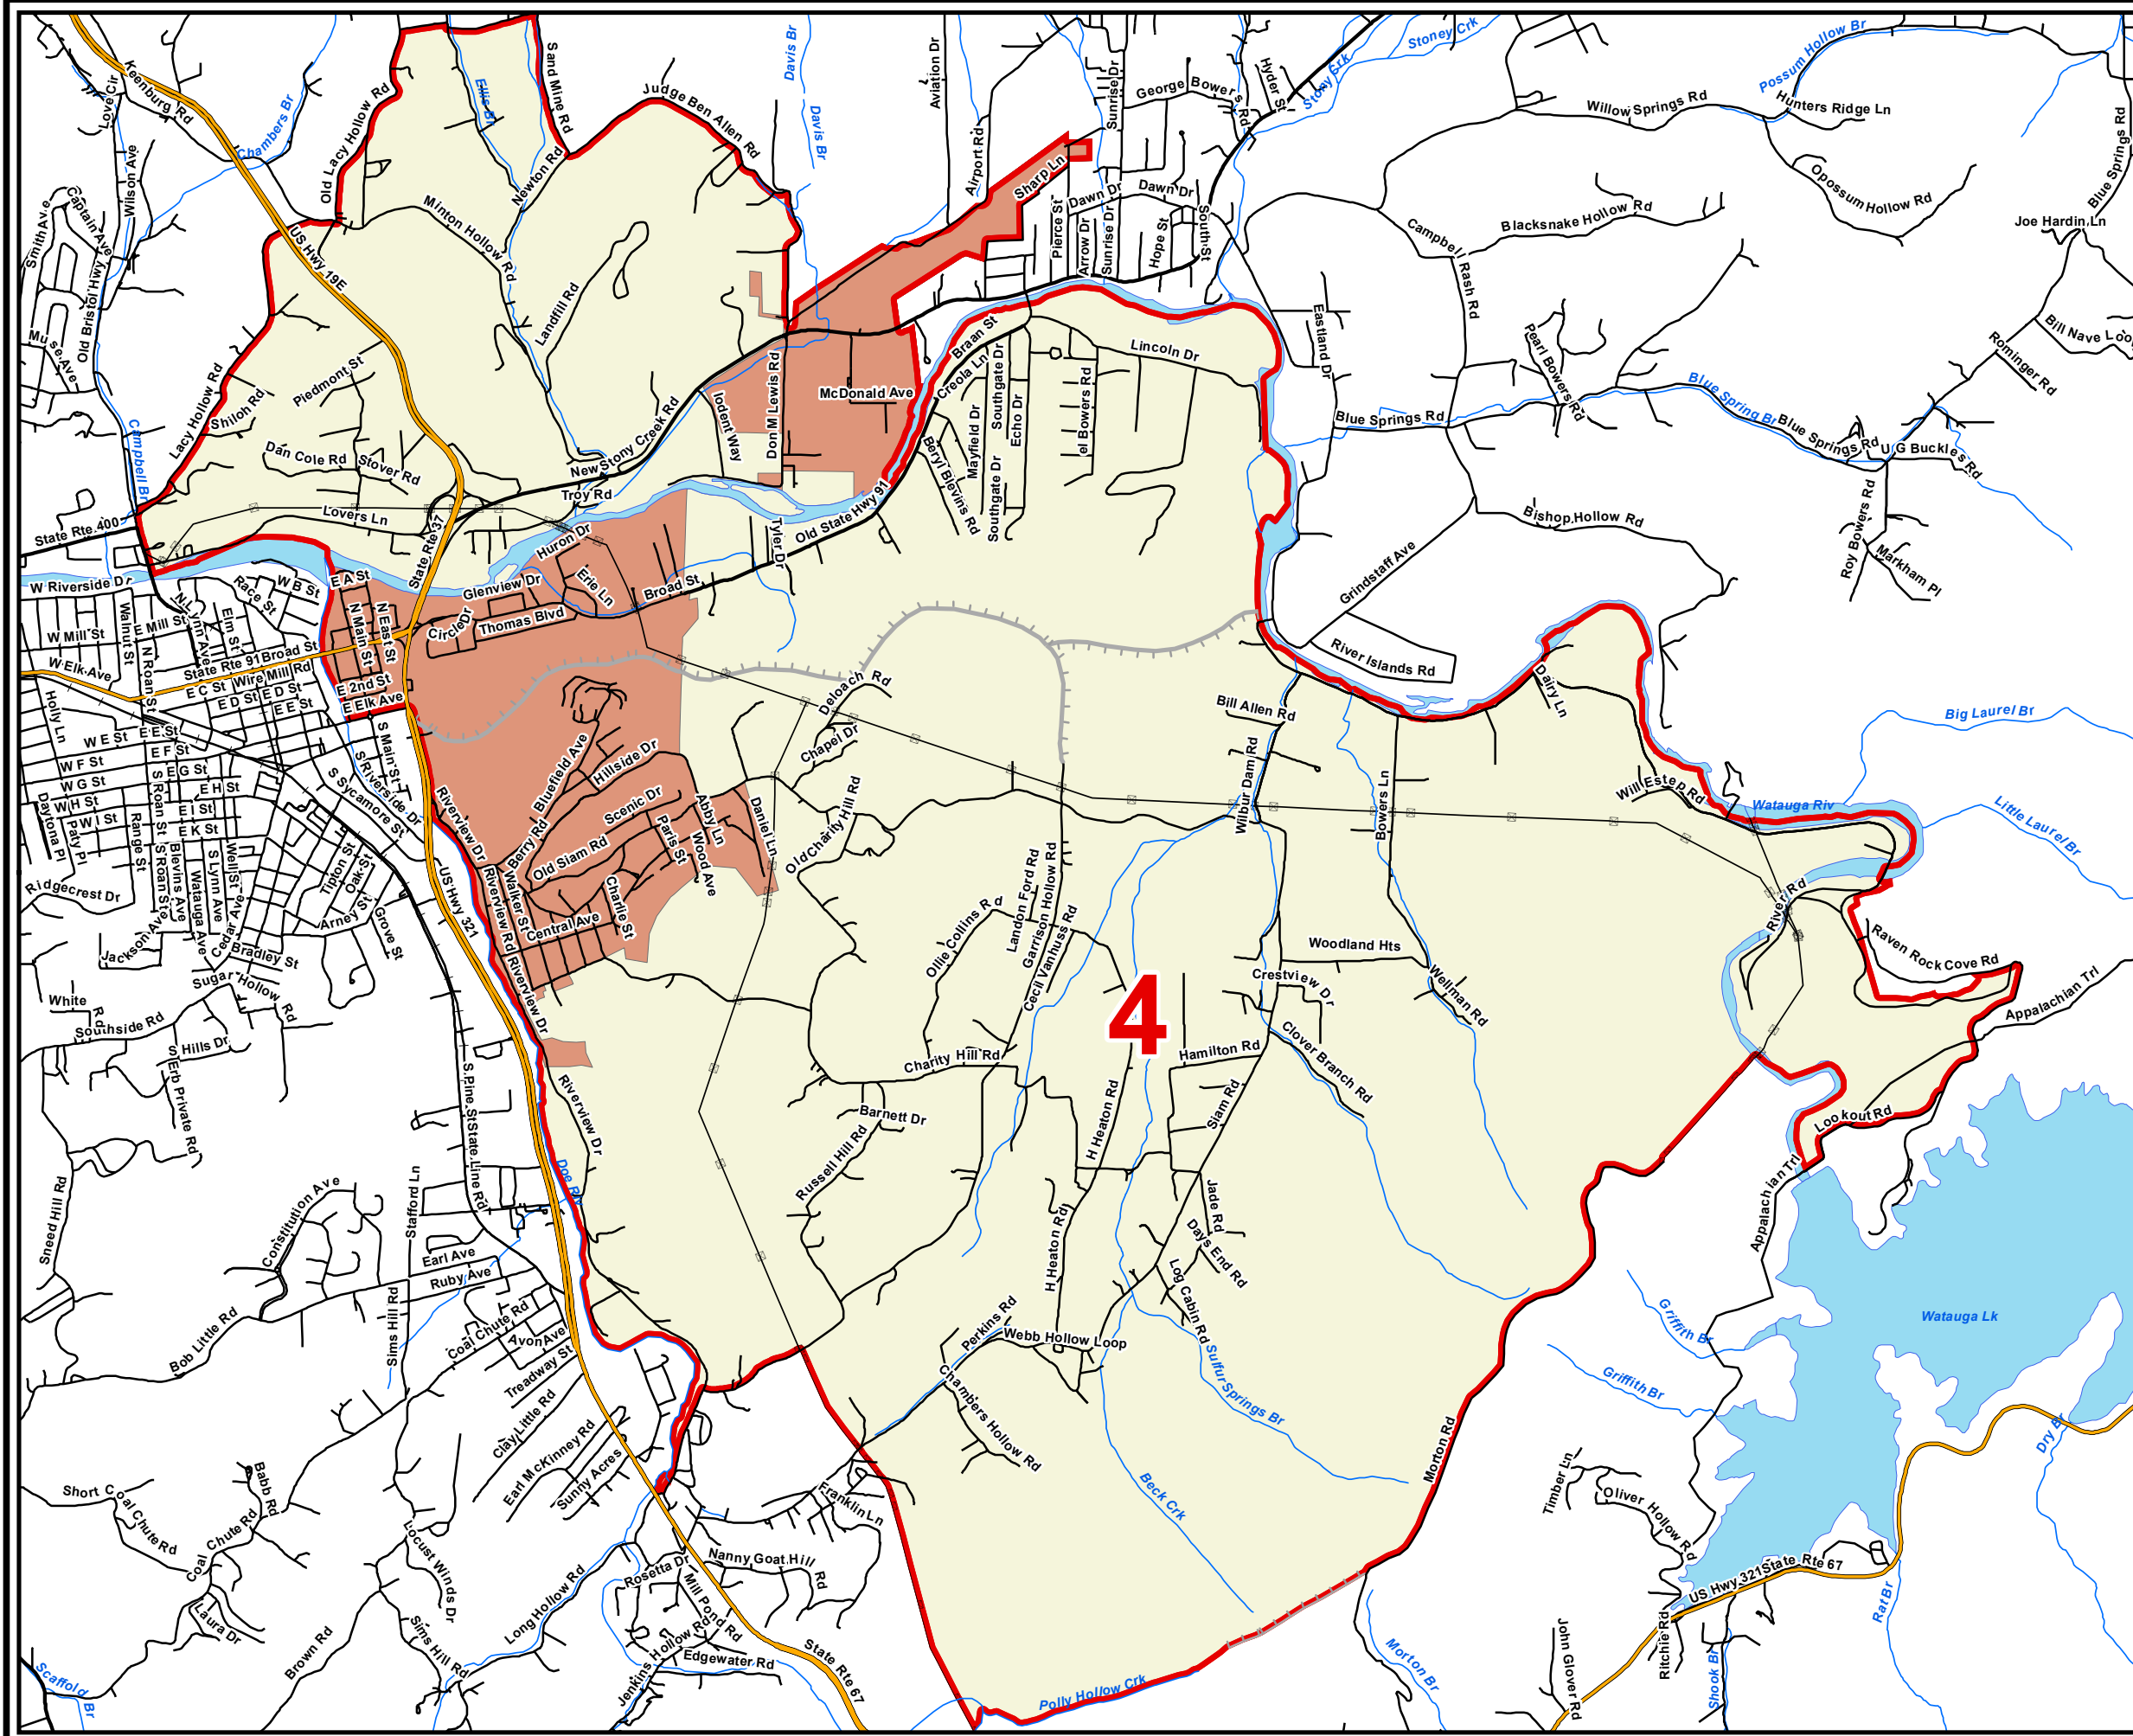 Keenburg Rd
Love Cir
Chambers Br
Old Lacy Hollow Rd
Ellis Br
Sand Mine Rd
Judge Ben Allen Rd
Davis Br
Davis Br
Aviation Dr
Airport Rd
Sunrise Dr
George Bowers Rd
Hyder St
Stony Crk
Stoney Crk
Possum Hollow Br
Willow Springs Rd
Hunters Ridge Ln
Opossum Hollow Rd
Blue Springs Rd
Joe Hardin Ln
Smith Ave
Captain Ave
Wilson Ave
Old Bristol Hwy
Muse Ave
US Hwy 19E
Newton Rd
Minton Hollow Rd
Landfill Rd
Sharp Ln
Dawn Dr
Dawn Dr
Pierce St
Arrow Dr
Sunrise Dr
Hope St
South St
Campbell Rash Rd
Blacksnake Hollow Rd
Bill Nave Loo
Rominger Rd
Eastland Dr
Pearl Bowers Rd
Blue Spring Br
Blue Springs Rd
Blue Springs Rd
U G Buckles Rd
Roy Bowers Rd
Markham Pl
Bishop Hollow Rd
Lacy Hollow Rd
Shiloh Rd
Piedmont St
Dan Cole Rd
Stover Rd
Lovers Ln
Campbell Br
State Rte 400
State Rte 37
New Stony Creek Rd
Troy Rd
Iodent Way
Don M Lewis Rd
McDonald Ave
Braan St
Creola Ln
Lincoln Dr
Southgate Dr
Echo Dr
Mayfield Dr
Southgate Dr
Beryl Blevins Rd
el Bowers Rd
Old State Hwy 91
Tyler Dr
Huron Dr
Erie Ln
Broad St
Glenview Dr
Thomas Blvd
Circle Dr
W Riverside Dr
W Mill St
E Mill St
Walnut St
N Lynn Ave
Race St
W B St
Elm St
E A St
N Main St
N East St
W Elk Ave
N Roan St
State Rte 91
Broad St
Wire Mill Rd
E C St
E D St
E D St
E E St
E 2nd St
E Elk Ave
Holly Ln
W E St
E E St
W F St
E F St
W G St
E G St
W H St
E H St
W I St
E I St
E K St
Daytona Pl
Paty Pl
Range St
S Roan St
S Roan St
Blevins Ave
Watauga Ave
S Lynn Ave
Well St
Cedar Ave
S Main St
S Riverside Dr
S Sycamore St
Tipton St
Oak St
Arney St
Grove St
Bradley St
Ridgecrest Dr
Jackson Ave
Sugar Hollow Rd
White Rd
Southside Rd
S Hills Dr
Erb Private Rd
Sneed Hill Rd
Grindstaff Ave
River Islands Rd
Dairy Ln
Big Laurel Br
Little Laurel Br
Watauga Riv
Will Estep Rd
River Rd
Raven Rock Cove Rd
Appalachian Trl
Lookout Rd
Appalachian Trl
Bill Allen Rd
Wilbur Dam Rd
Bowers Ln
Deloach Rd
Chapel Dr
Old Charity Hill Rd
Bluefield Ave
Hillside Dr
Berry Rd
Scenic Dr
Old Siam Rd
Paris St
Abby Ln
Wood Ave
Daniel Ln
Riverview Dr
Walker St
Charlie St
Central Ave
Riverview Rd
Riverview Dr
US Hwy 321
Riverview Dr
Doe Riv
S Pine St
State Line Rd
Ollie Collins Rd
Landon Ford Rd
Garrison Hollow Rd
Cecil Vanhuss Rd
Woodland Hts
Crestview Dr
Wellman Rd
Clover Branch Rd
4
Charity Hill Rd
Hamilton Rd
Siam Rd
H Heaton Rd
Barnett Dr
Russell Hill Rd
H Heaton Rd
Jade Rd
Days End Rd
Log Cabin Rd
Sulfur Springs Br
Perkins Rd
Webb Hollow Loop
Chambers Hollow Rd
Beck Crk
Morton Rd
Polly Hollow Crk
Morton Br
Constitution Ave
Stafford Ln
Earl Ave
Ruby Ave
Bob Little Rd
Sims Hill Rd
Coal Chute Rd
Avon Ave
Treadway St
Clay Little Rd
Earl McKinney Rd
Sunny Acres
Short Coal Chute Rd
Babb Rd
Coal Chute Rd
Laura Dr
Brown Rd
Locust Winds Dr
Sims Hill Rd
Long Hollow Rd
Scaffold Br
Franklin Ln
Nanny Goat Hill Rd
Rosetta Dr
Mill Pond Rd
Jenkins Hollow Rd
Edgewater Rd
State Rte 67
Griffith Br
Griffith Br
Watauga Lk
Dry Br
Timber Ln
Oliver Hollow Rd
US Hwy 321
State Rte 67
Rat Br
Ritchie Rd
John Glover Rd
Shook Br